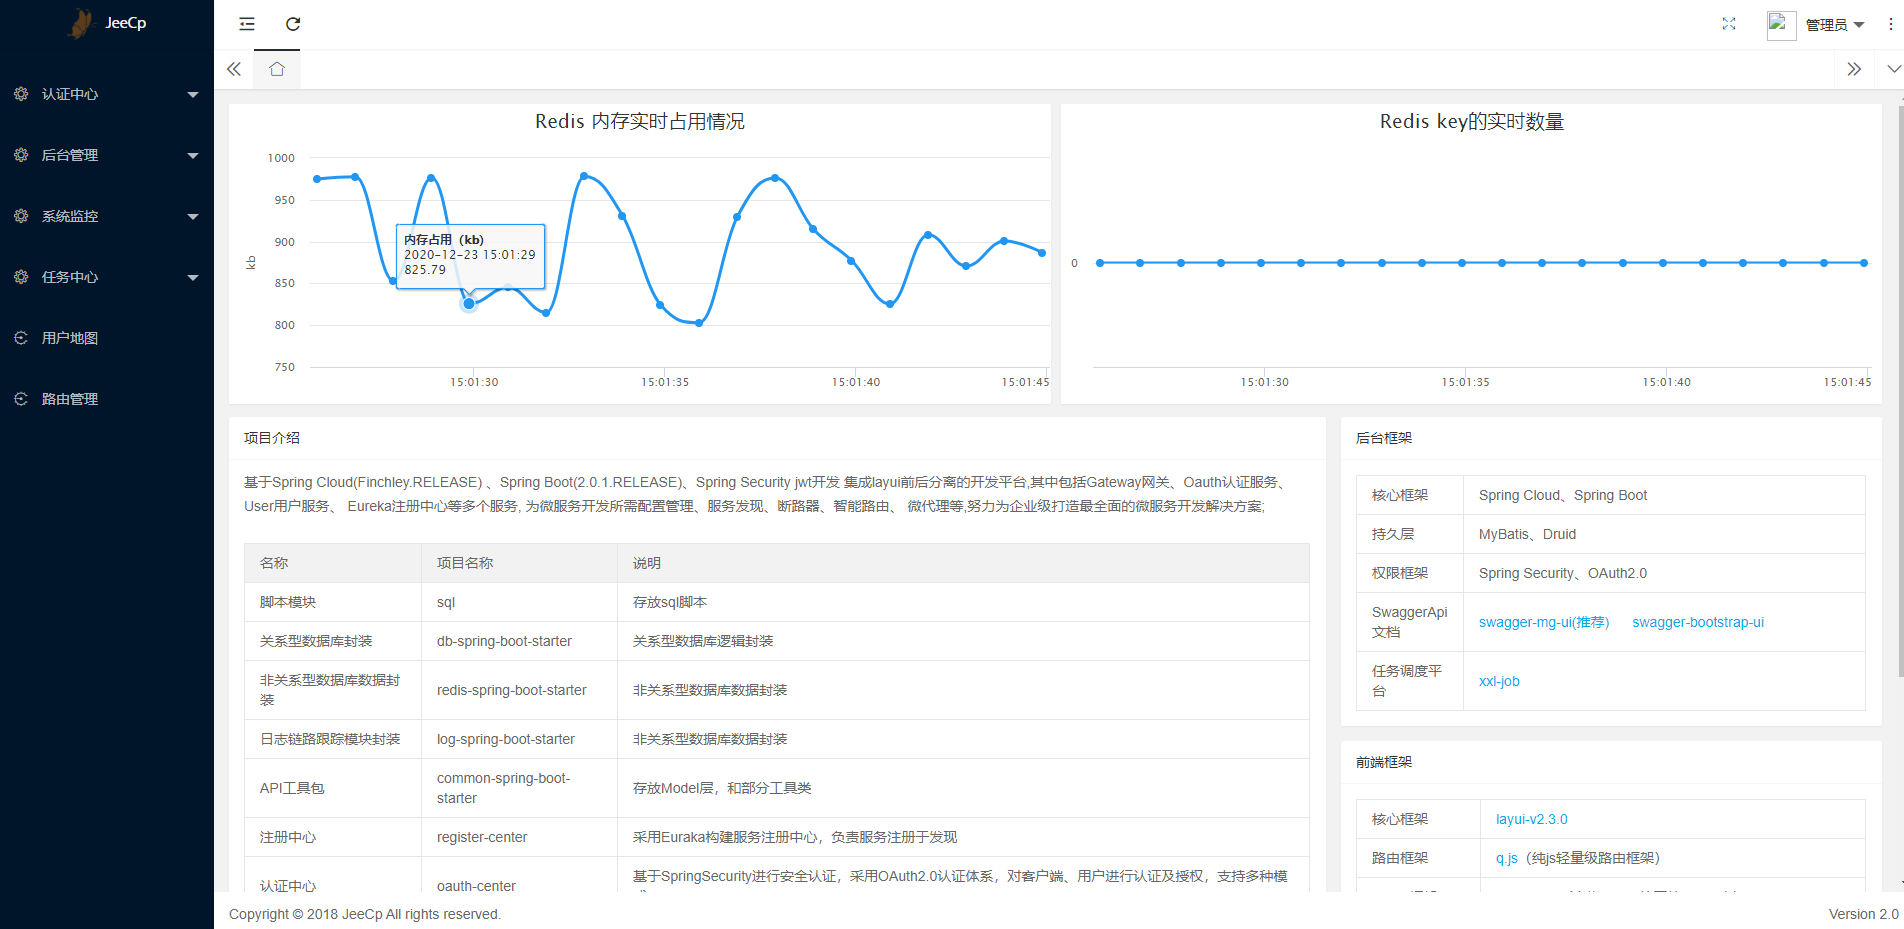 JeeCp
管理员
认证中心
后台管理
系统监控
任务中心
用户地图
路由管理
Redis 内存实时占用情况
1000
950
900
850
800
750
kb
内存占用（kb)
2020-12-23 15:01:29
825.79
15:01:30
15:01:35
15:01:40
15:01:45
Redis key的实时数量
0
15:01:30
15:01:35
15:01:40
15:01:45
项目介绍
基于Spring Cloud(Finchley.RELEASE) 、Spring Boot(2.0.1.RELEASE)、Spring Security jwt开发 集成layui前后分离的开发平台,其中包括Gateway网关、Oauth认证服务、
User用户服务、 Eureka注册中心等多个服务, 为微服务开发所需配置管理、服务发现、断路器、智能路由、 微代理等,努力为企业级打造最全面的微服务开发解决方案;
名称
项目名称
说明
脚本模块
sql
存放sql脚本
关系型数据库封装
db-spring-boot-starter
关系型数据库逻辑封装
非关系型数据库数据封
装
redis-spring-boot-starter
非关系型数据库数据封装
日志链路跟踪模块封装
log-spring-boot-starter
非关系型数据库数据封装
API工具包
common-spring-boot-
starter
存放Model层，和部分工具类
注册中心
register-center
采用Euraka构建服务注册中心，负责服务注册于发现
认证中心
oauth-center
基于SpringSecurity进行安全认证，采用OAuth2.0认证体系，对客户端、用户进行认证及授权，支持多种模
后台框架
核心框架
Spring Cloud、Spring Boot
持久层
MyBatis、Druid
权限框架
Spring Security、OAuth2.0
SwaggerApi
文档
swagger-mg-ui(推荐)
swagger-bootstrap-ui
任务调度平
台
xxl-job
前端框架
核心框架
layui-v2.3.0
路由框架
q.js（纯js轻量级路由框架）
Copyright © 2018 JeeCp All rights reserved.
Version 2.0